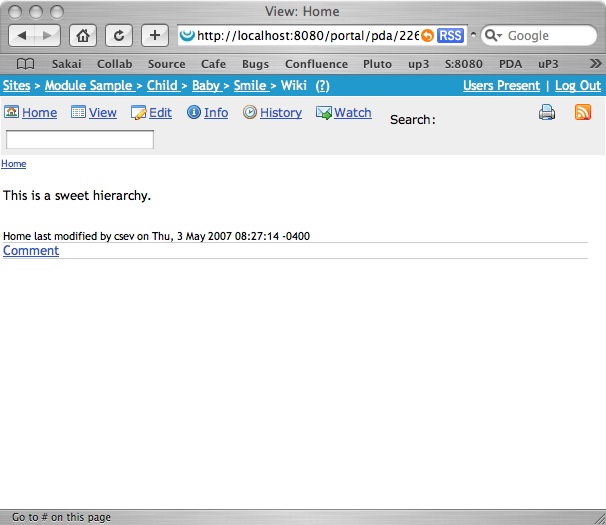 View: Home
http://localhost:8080/portal/pda/226 RSS Google
Sakai Collab Source Cafe Bugs Confluence Pluto up3 S:8080 PDA uP3 »
Sites > Module Sample > Child > Baby > Smile > Wiki (?) Users Present | Log Out
Home View Edit Info History Watch Search:
Home
This is a sweet hierarchy.
Home last modified by csev on Thu, 3 May 2007 08:27:14 -0400
Comment
Go to # on this page